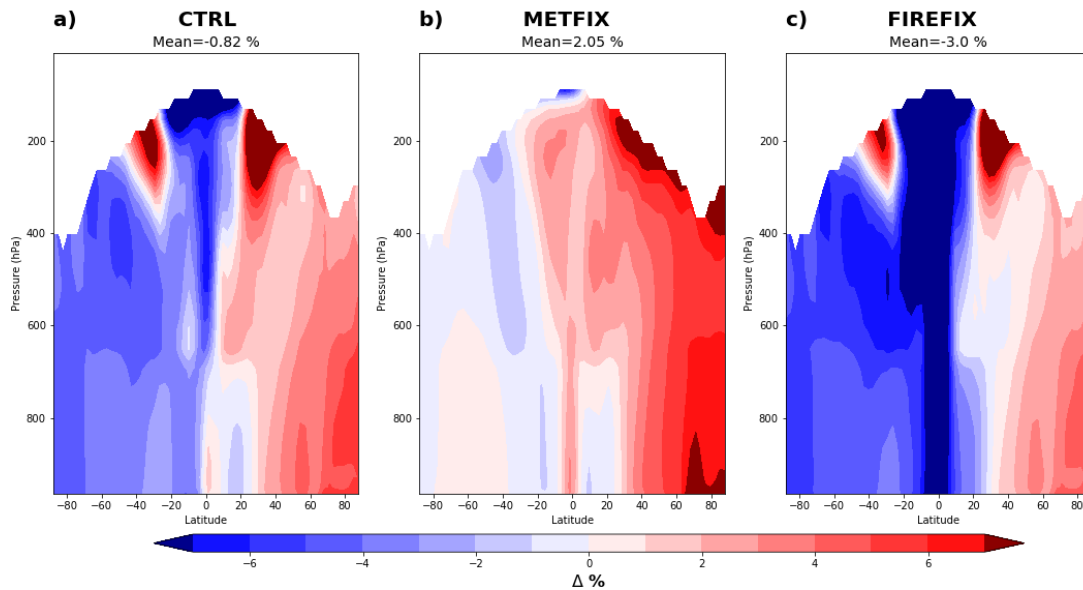 a) CTRL
Mean=-0.82 %
b) METFIX
Mean=2.05 %
c) FIREFIX
Mean=-3.0 %
Pressure (hPa)
200
400
600
800
−80 −60 −40 −20 0 20 40 60 80
Latitude
Pressure (hPa)
200
400
600
800
−80 −60 −40 −20 0 20 40 60 80
Latitude
Pressure (hPa)
200
400
600
800
−80 −60 −40 −20 0 20 40 60 80
Latitude
−6 −4 −2 0 2 4 6
Δ %